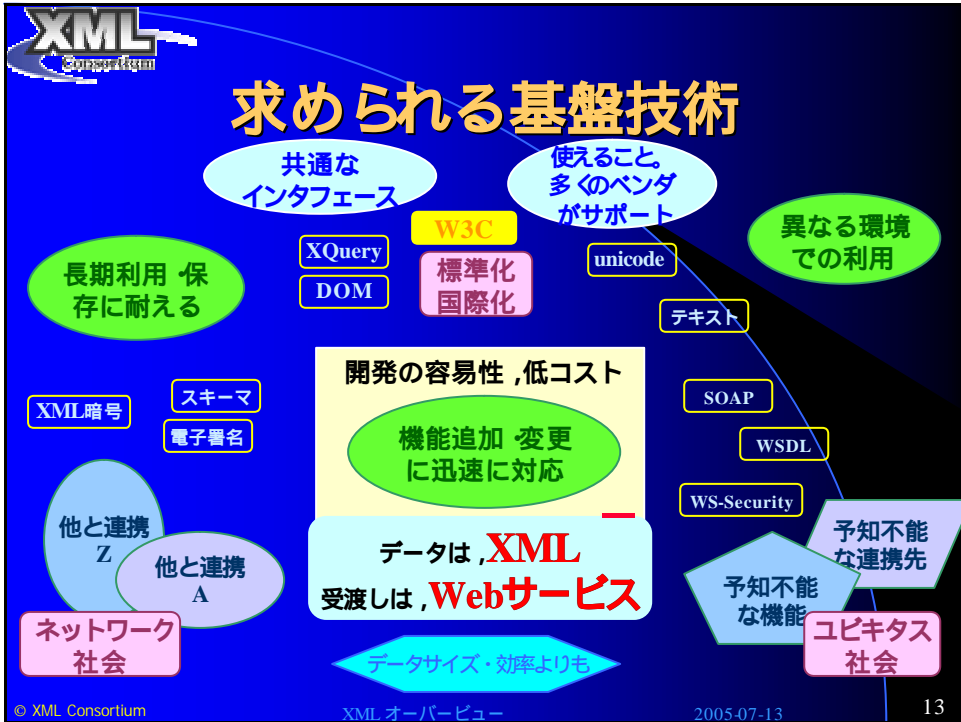 XML
Consortium
求められる基盤技術
共通な
インタフェース
使えること。
多くのベンダ
がサポート
W3C
標準化
国際化
XQuery
DOM
unicode
異なる環境
での利用
長期利用・保
存に耐える
テキスト
開発の容易性,低コスト
機能追加・変更
に迅速に対応
XML暗号
スキーマ
電子署名
SOAP
WSDL
WS-Security
他と連携
Z
他と連携
A
データは,XML
受渡しは,Webサービス
予知不能
な連携先
予知不能
な機能
ネットワーク
社会
ユビキタス
社会
データサイズ・効率よりも
© XML Consortium
XML オーバービュー
2005-07-13
13